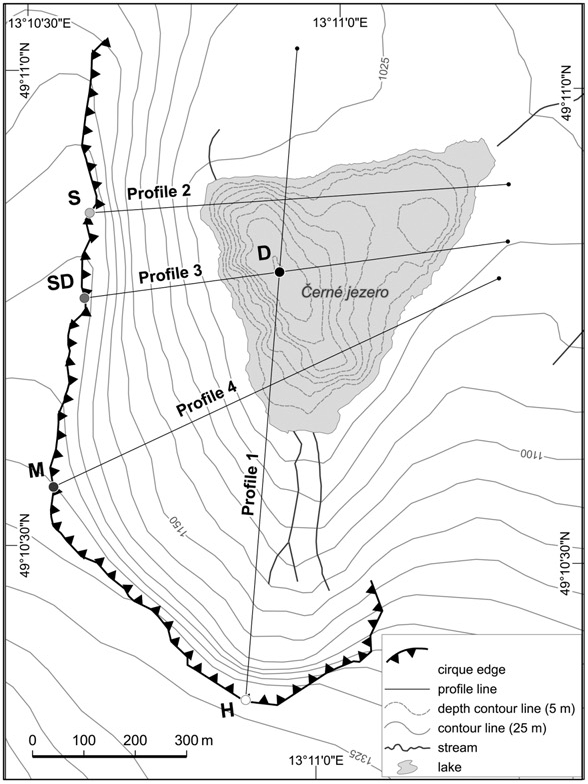 13°10'30"E
13°11'0"E
49°11'0"N
49°11'0"N
1025
S
Profile 2
D
SD
Profile 3
Černé jezero
Profile 4
M
Profile 1
1100
1150
49°10'30"N
49°10'30"N
H
cirque edge
profile line
depth contour line (5 m)
contour line (25 m)
stream
lake
0 100 200 300 m
13°11'0"E
1325